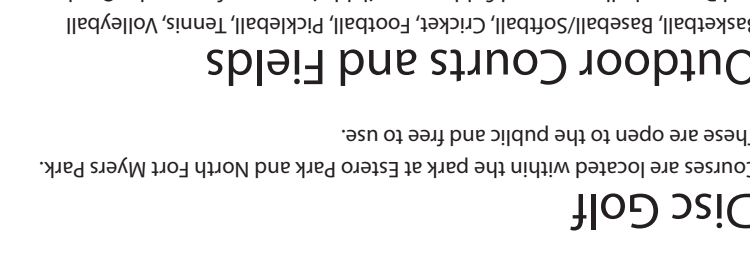 Disc Golf
Courses are located within the park at Estero Park and North Fort Myers Park.
These are open to the public and free to use.
Outdoor Courts and Fields
Basketball, Baseball/Softball, Cricket, Football, Pickleball, Tennis, Volleyball